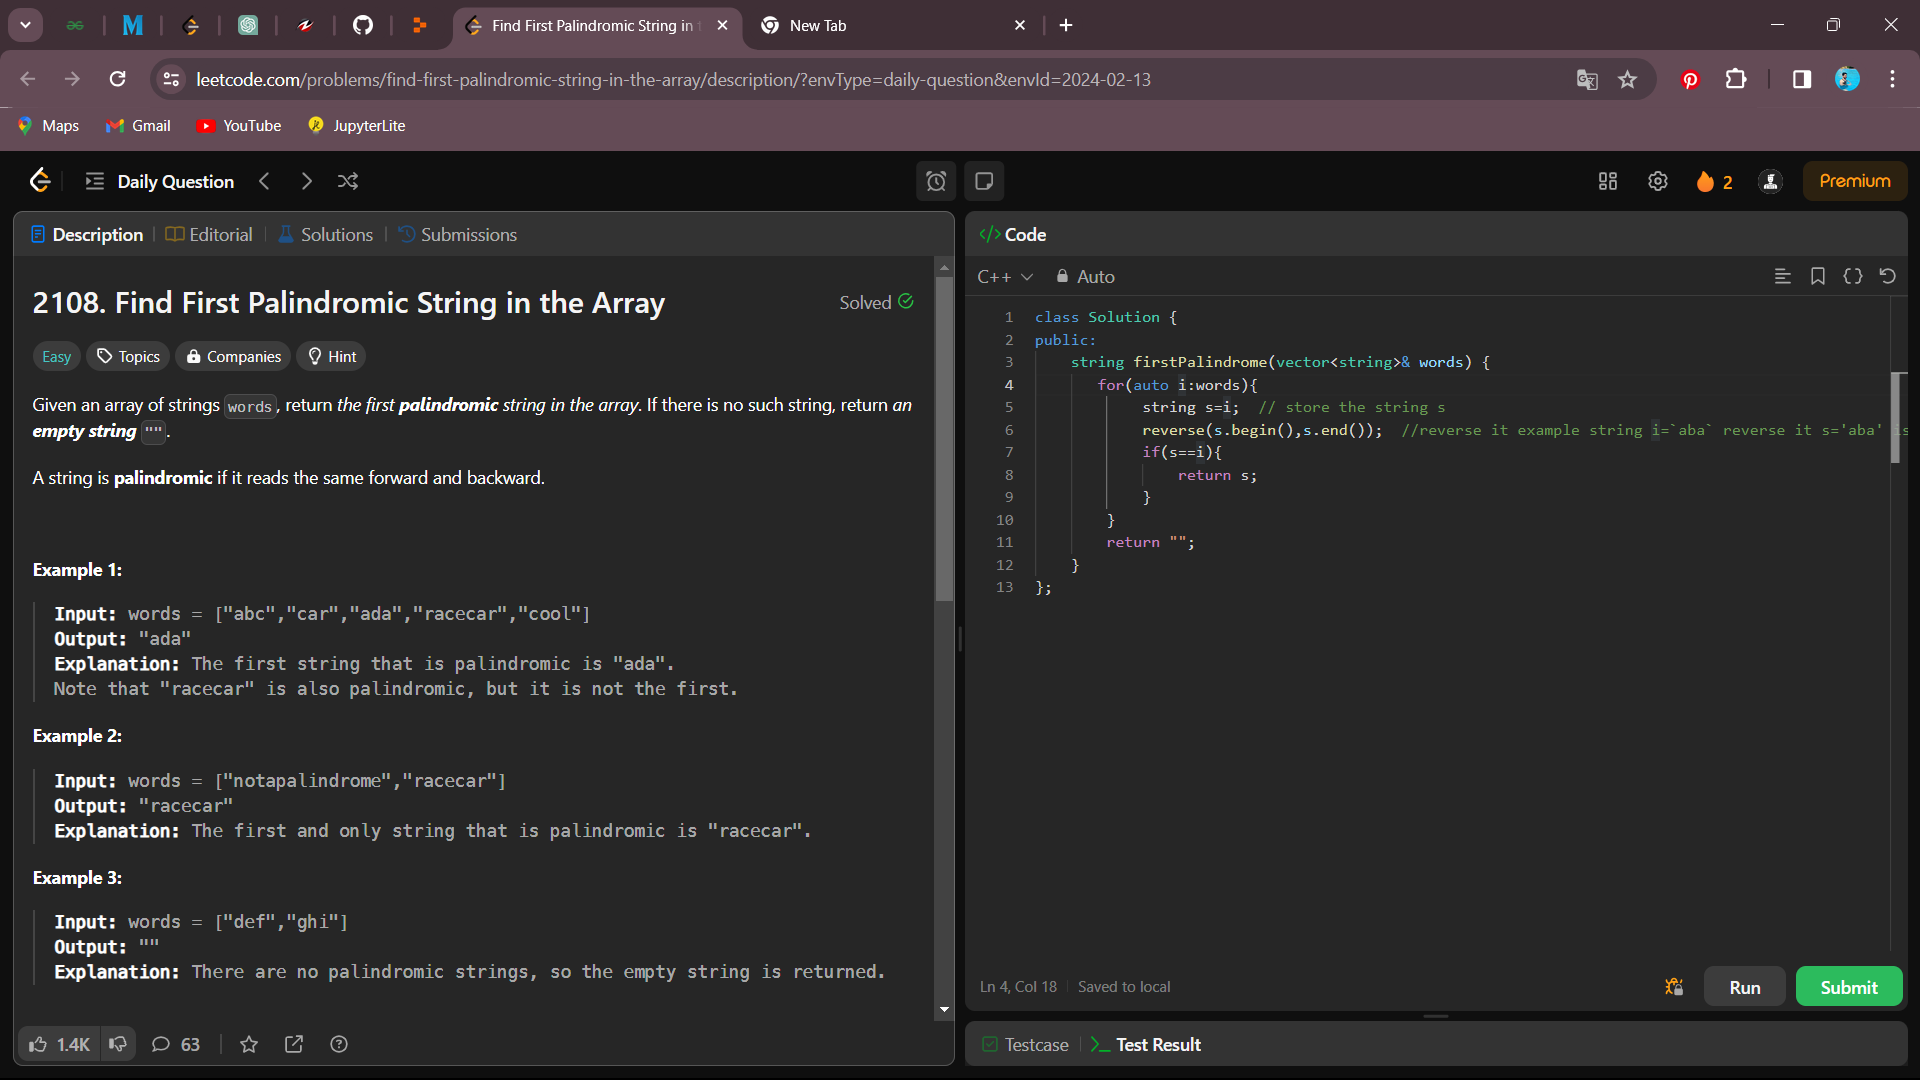 Find First Palindromic String in
New Tab
leetcode.com/problems/find-first-palindromic-string-in-the-array/description/?envType=daily-question&envId=2024-02-13
Maps Gmail YouTube JupyterLite
Daily Question
2
Premium
Description Editorial Solutions Submissions
2108. Find First Palindromic String in the Array
Solved
Easy Topics Companies Hint
Given an array of strings words, return the first palindromic string in the array. If there is no such string, return an
empty string "".
A string is palindromic if it reads the same forward and backward.
Example 1:
Input: words = ["abc","car","ada","racecar","cool"]
Output: "ada"
Explanation: The first string that is palindromic is "ada".
Note that "racecar" is also palindromic, but it is not the first.
Example 2:
Input: words = ["notapalindrome","racecar"]
Output: "racecar"
Explanation: The first and only string that is palindromic is "racecar".
Example 3:
Input: words = ["def","ghi"]
Output: ""
Explanation: There are no palindromic strings, so the empty string is returned.
1.4K 63
</> Code
C++ Auto
1 class Solution {
2 public:
3 string firstPalindrome(vector<string>& words) {
4 for(auto i:words){
5 string s=i; // store the string s
6 reverse(s.begin(),s.end()); //reverse it example string i=`aba` reverse it s='aba' is
7 if(s==i){
8 return s;
9 }
10 }
11 return "";
12 }
13 };
Ln 4, Col 18 Saved to local
Run Submit
Testcase Test Result